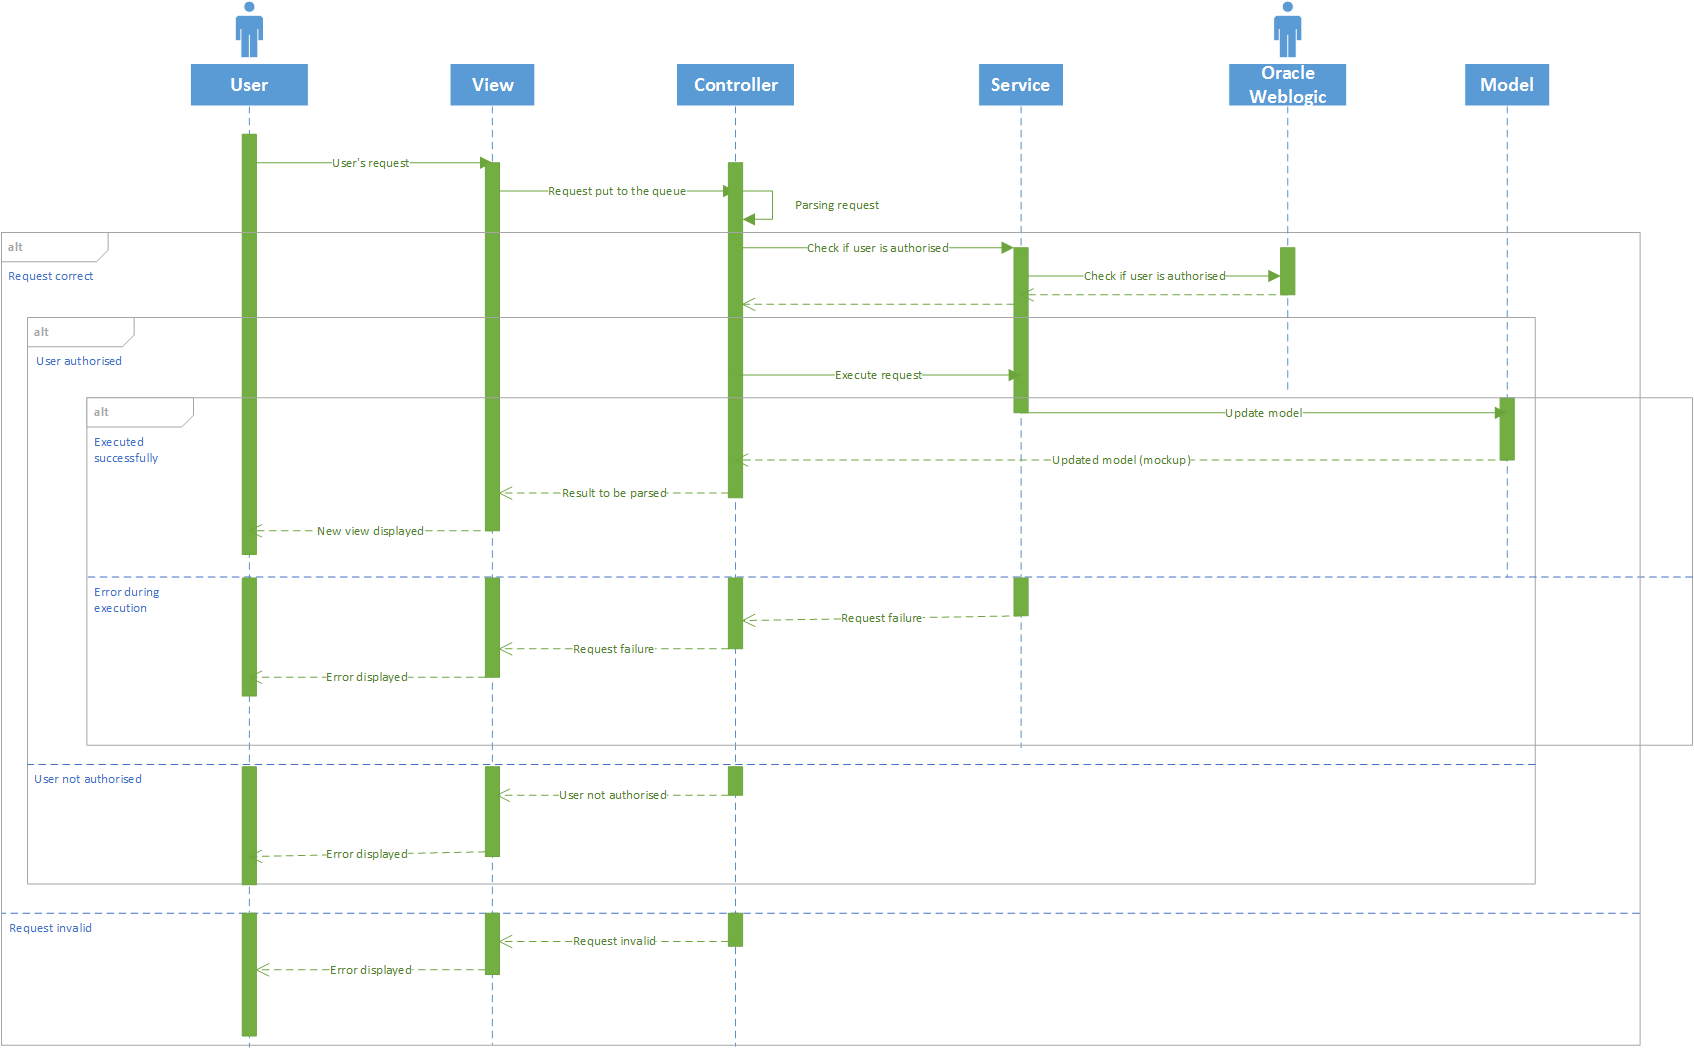 User
View
Controller
Service
Oracle
Weblogic
Model
User's request
Request put to the queue
Parsing request
alt
Check if user is authorised
Request correct
Check if user is authorised
alt
User authorised
Execute request
alt
Update model
Executed
successfully
Updated model (mockup)
Result to be parsed
New view displayed
Error during
execution
Request failure
Request failure
Error displayed
User not authorised
User not authorised
Error displayed
Request invalid
Request invalid
Error displayed